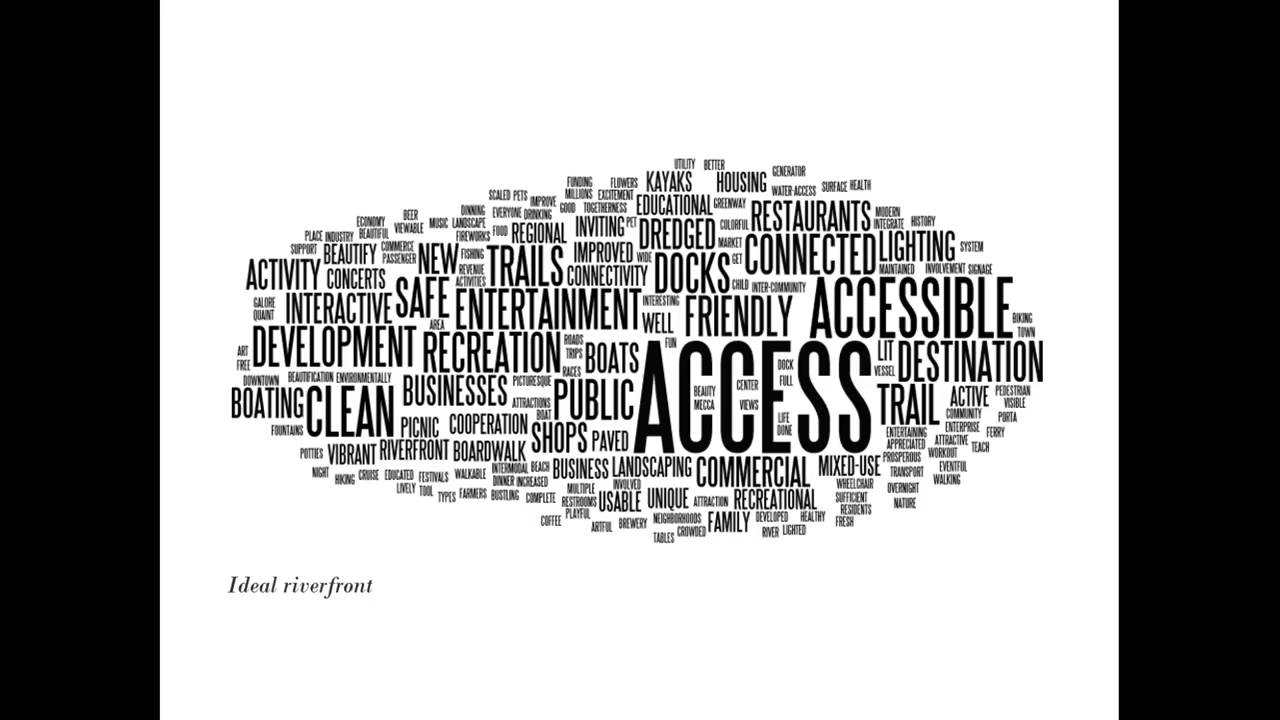 UTILITY BETTER
GENERATOR
FUNDING FLOWERS KAYAKS HOUSING WATER-ACCESS SURFACE HEALTH
SCALED PETS IMPROVE MILLIONS EXCITEMENT
DINNING EVERYONE DRINKING GOOD TOGETHERNESS EDUCATIONAL GREENWAY RESTAURANTS MODERN
ECONOMY BEER VIEWABLE MUSIC LANDSCAPE FOOD REGIONAL INVITING PET DREDGED COLORFUL INTEGRATE HISTORY
PLACE INDUSTRY BEAUTIFUL FIREWORKS MARKET CONNECTED LIGHTING SYSTEM
SUPPORT BEAUTIFY COMMERCE PASSENGER NEW FISHING TRAILS IMPROVED WIDE DOCKS GET
ACTIVITY CONCERTS REVENUE ACTIVITIES CONNECTIVITY CHILD INTER-COMMUNITY MAINTAINED INVOLVEMENT SIGNAGE
GALORE QUAINT INTERACTIVE SAFE AREA ENTERTAINMENT INTERESTING WELL FRIENDLY ACCESSIBLE BIKING TOWN
ART FREE DEVELOPMENT RECREATION ROADS TRIPS RACES BOATS FUN ACCESS DOCK FULL LIT VESSEL DESTINATION
DOWNTOWN BEAUTIFICATION ENVIRONMENTALLY BUSINESSES PICTURESQUE ATTRACTIONS BOAT PUBLIC BEAUTY MECCA CENTER VIEWS LIFE DONE TRAIL ACTIVE PEDESTRIAN VISIBLE
BOATING CLEAN PICNIC COOPERATION COMMUNITY PORTA
FOUNTAINS SHOPS PAVED ENTERTAINING ENTERPRISE FERRY
POTTIES VIBRANT RIVERFRONT BOARDWALK APPRECIATED ATTRACTIVE TEACH
NIGHT HIKING CRUISE EDUCATED FESTIVALS WALKABLE INTERMODAL BEACH BUSINESS LANDSCAPING COMMERCIAL MIXED-USE PROSPEROUS WORKOUT
LIVELY TOOL TYPES FARMERS BUSTLING DINNER INCREASED COMPLETE MULTIPLE INVOLVED WHEELCHAIR TRANSPORT EVENTFUL WALKING
RESTROOMS USABLE UNIQUE ATTRACTION RECREATIONAL SUFFICIENT OVERNIGHT NATURE
COFFEE PLAYFUL ARTFUL BREWERY NEIGHBORHOODS FAMILY DEVELOPED HEALTHY RESIDENTS FRESH
TABLES CROWDED RIVER LIGHTED
Ideal riverfront